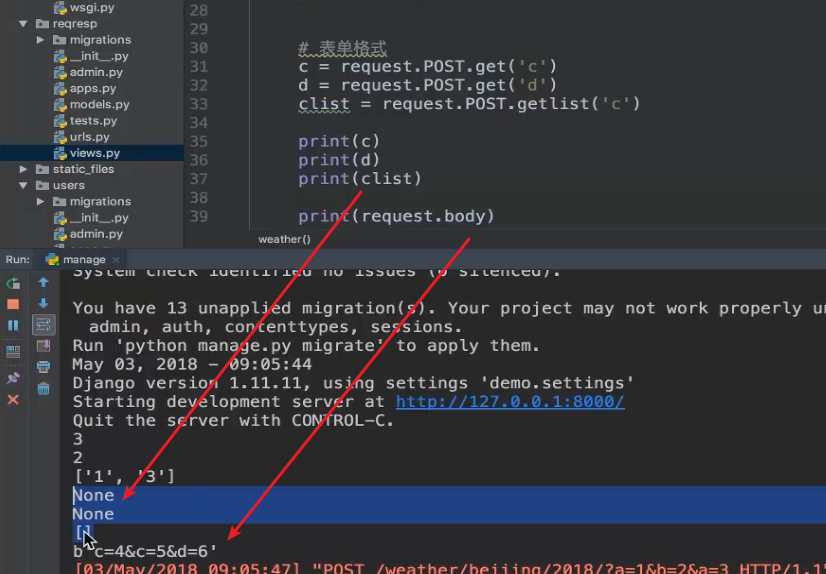 wsgi.py
reqresp
migrations
__init__.py
admin.py
apps.py
models.py
tests.py
urls.py
views.py
static_files
users
migrations
__init__.py
admin.py
28
29
30 # 表单格式
31 c = request.POST.get('c')
32 d = request.POST.get('d')
33 clist = request.POST.getlist('c')
34
35 print(c)
36 print(d)
37 print(clist)
38
39 print(request.body)
weather()
Run: manage
System check identified no issues (0 silenced).
You have 13 unapplied migration(s). Your project may not work properly un
admin, auth, contenttypes, sessions.
Run 'python manage.py migrate' to apply them.
May 03, 2018 - 09:05:44
Django version 1.11.11, using settings 'demo.settings'
Starting development server at http://127.0.0.1:8000/
Quit the server with CONTROL-C.
3
2
['1', '3']
None
None
[]
b'c=4&c=5&d=6'
[03/May/2018 09:05:47] "POST /weather/beijing/2018/?a=1&b=2&a=3 HTTP/1.1"